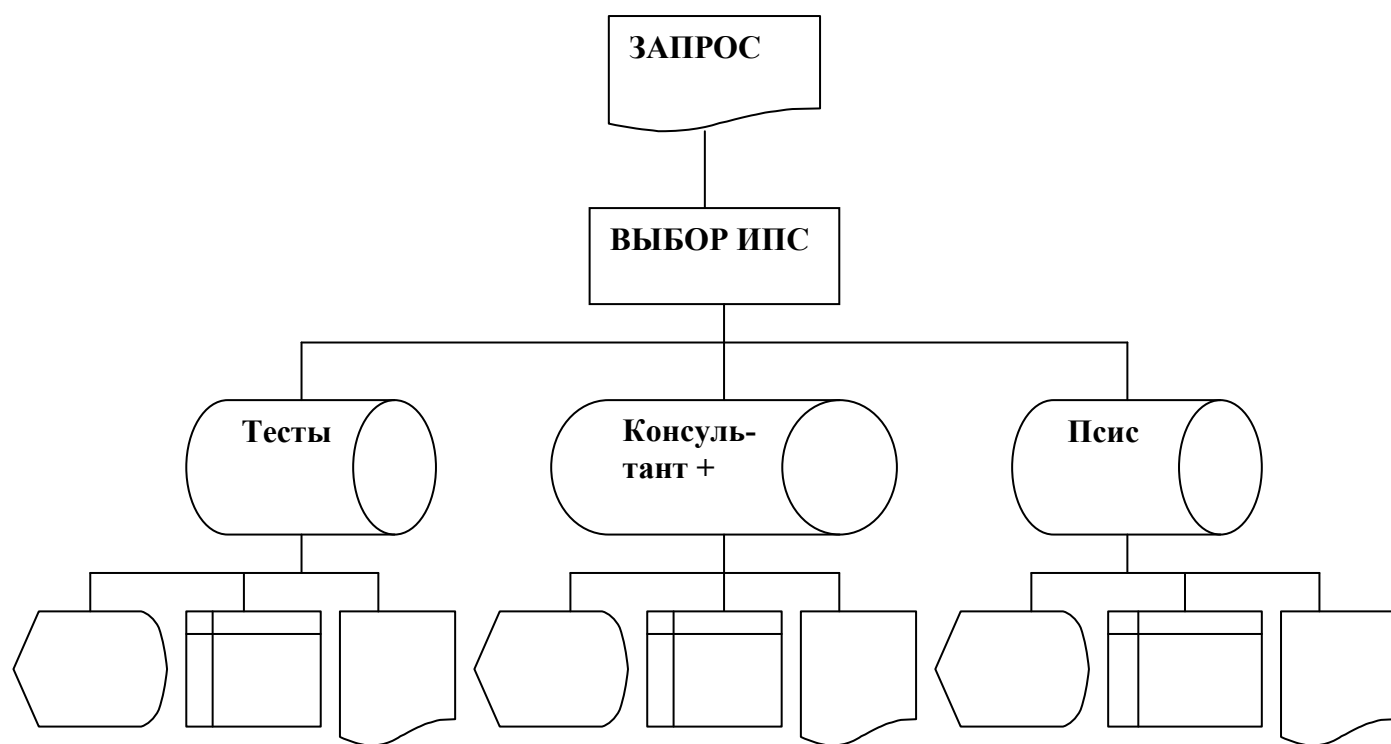 ЗАПРОС
ВЫБОР ИПС
Тесты
Консуль-
тант +
Псис